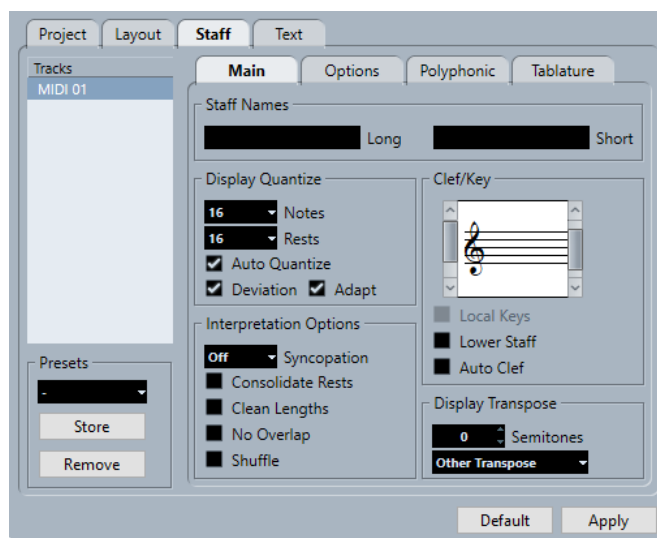 Project Layout Staff Text
Tracks
MIDI 01
Main Options Polyphonic Tablature
Staff Names
Long Short
Display Quantize
16 Notes
16 Rests
Auto Quantize
Deviation Adapt
Clef/Key
Local Keys
Lower Staff
Auto Clef
Interpretation Options
Off Syncopation
Consolidate Rests
Clean Lengths
No Overlap
Shuffle
Display Transpose
0 Semitones
Other Transpose
Presets
-
Store
Remove
Default Apply